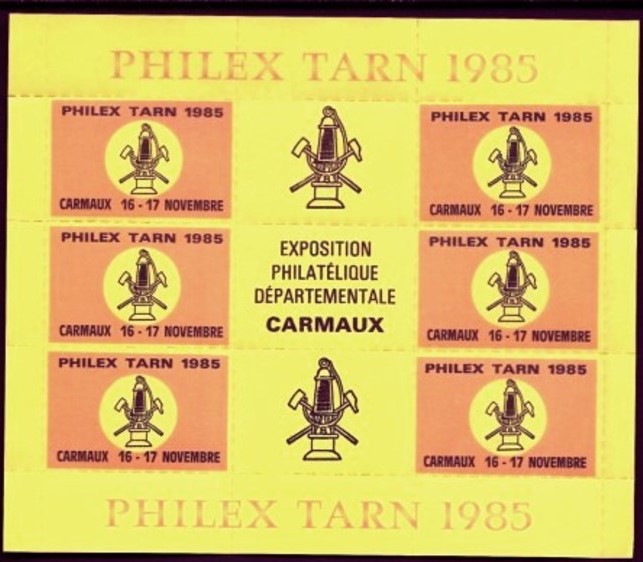 PHILEX TARN 1985
PHILEX TARN 1985
CARMAUX 16 - 17 NOVEMBRE
PHILEX TARN 1985
CARMAUX 16 - 17 NOVEMBRE
PHILEX TARN 1985
CARMAUX 16 - 17 NOVEMBRE
EXPOSITION
PHILATÉLIQUE
DÉPARTEMENTALE
CARMAUX
PHILEX TARN 1985
CARMAUX 16 - 17 NOVEMBRE
PHILEX TARN 1985
CARMAUX 16 - 17 NOVEMBRE
PHILEX TARN 1985
CARMAUX 16 - 17 NOVEMBRE
PHILEX TARN 1985